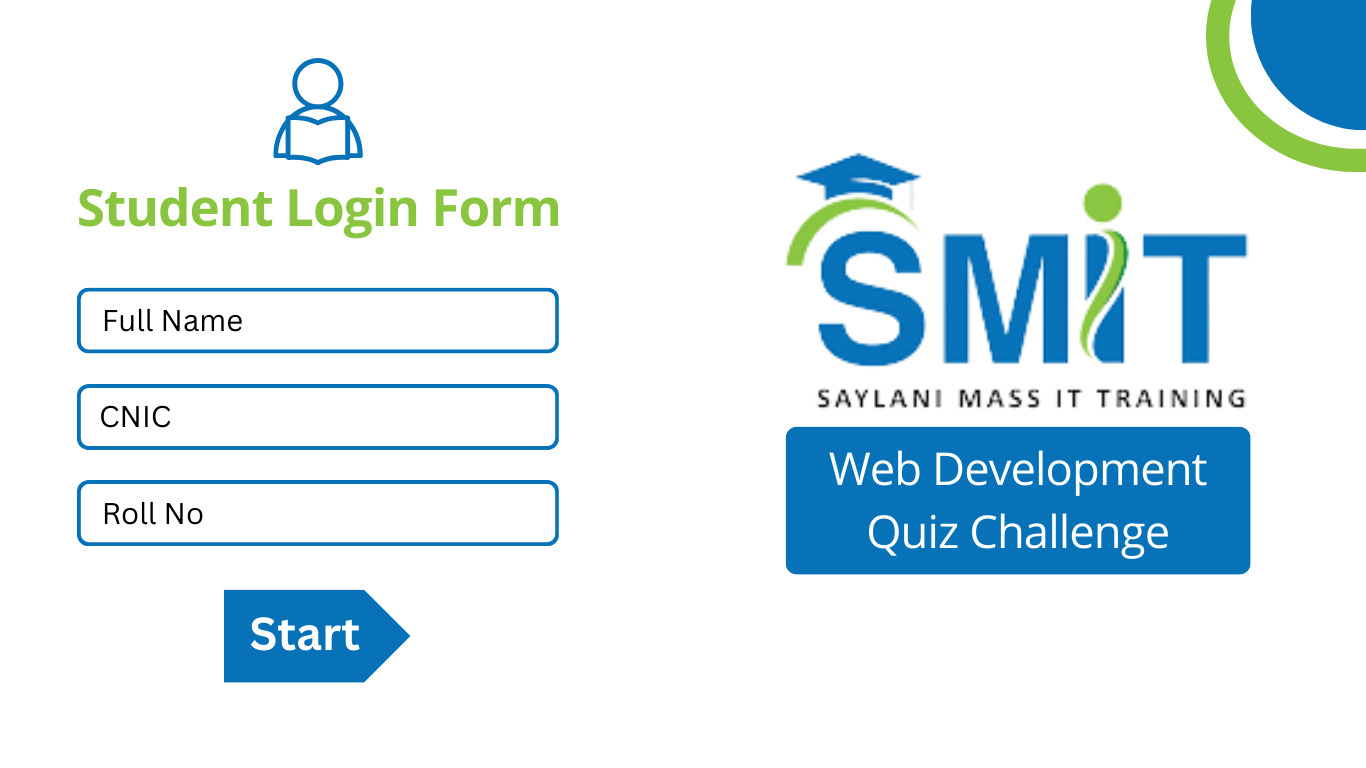 Student Login Form
Full Name
CNIC
Roll No
Start
SMiT
SAYLANI MASS IT TRAINING
Web Development
Quiz Challenge